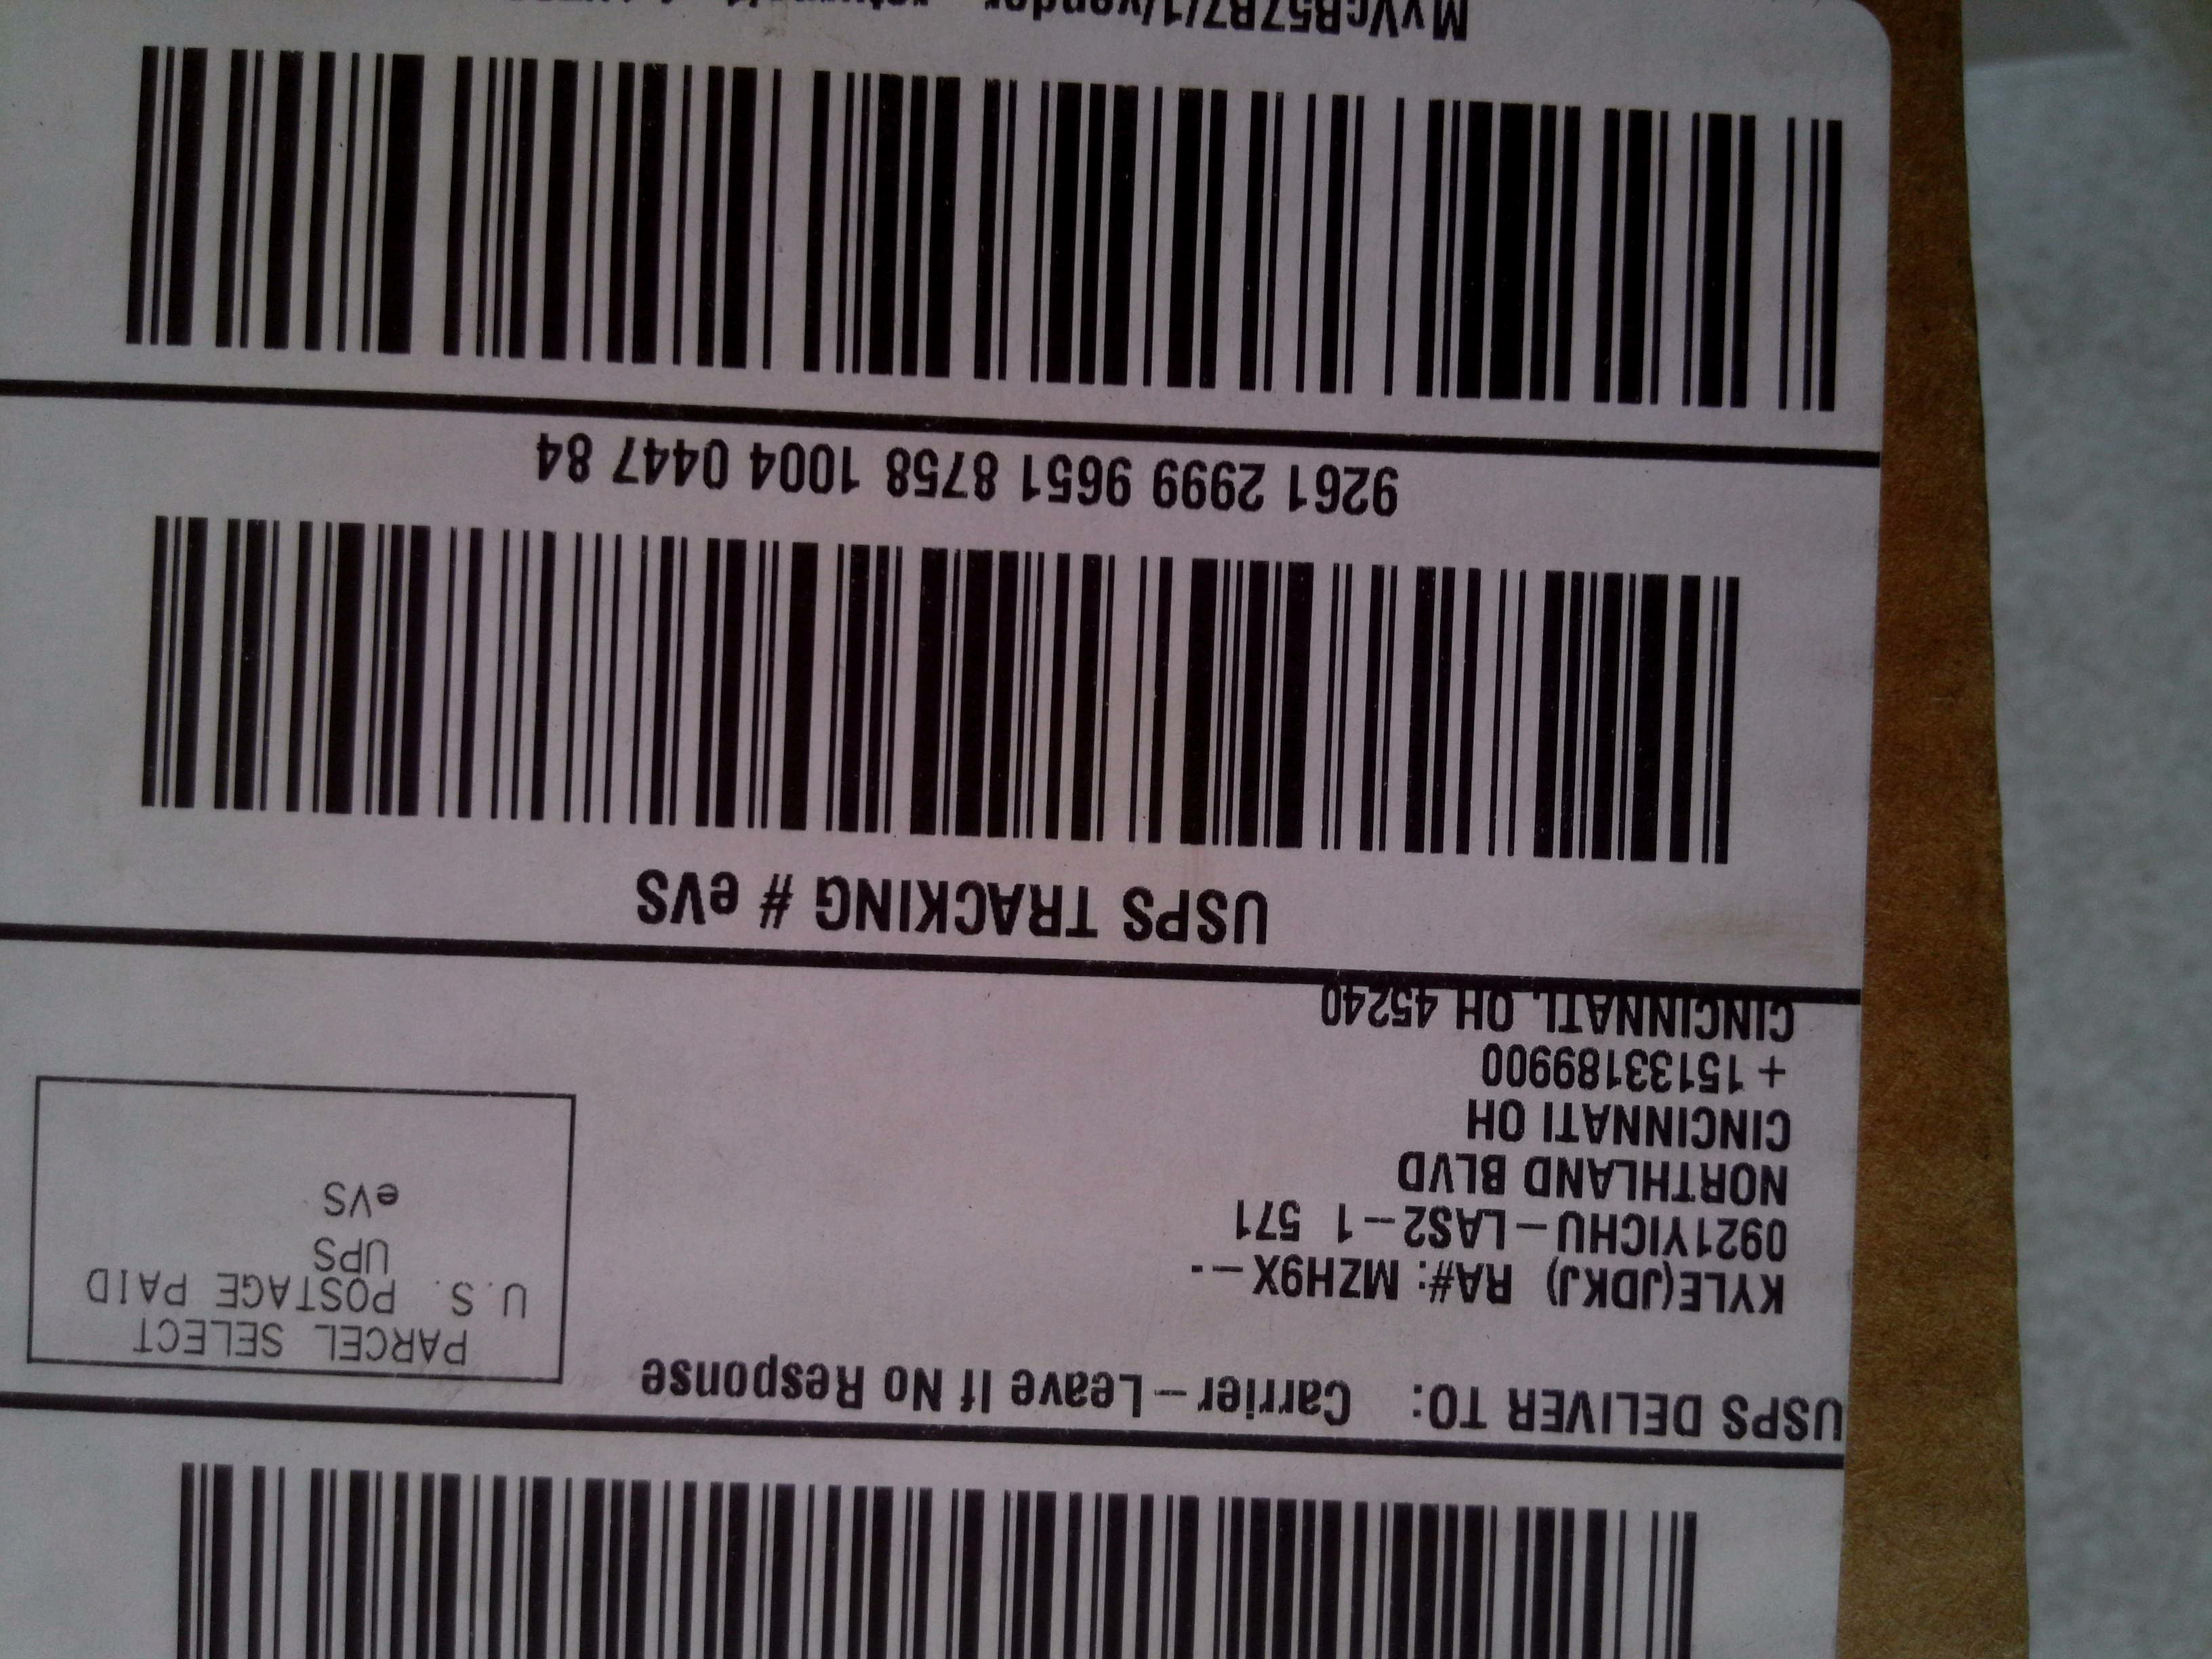 USPS DELIVER TO: Carrier-Leave If No Response
KYLE(JDKJ) RA#: MZH9X--
0921YICHU-LAS2-1 571
NORTHLAND BLVD
CINCINNATI OH
+15133189900
CINCINNATI, OH 45240
PARCEL SELECT
U.S. POSTAGE PAID
UPS
eVS
USPS TRACKING # eVS
9261 2999 9651 8758 1004 0447 84